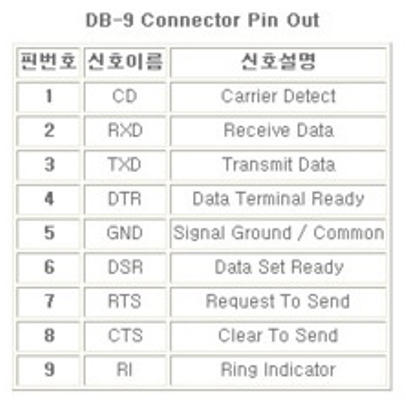 DB-9 Connector Pin Out
핀번호 신호이름 신호설명
1 CD Carrier Detect
2 RXD Receive Data
3 TXD Transmit Data
4 DTR Data Terminal Ready
5 GND Signal Ground / Common
6 DSR Data Set Ready
7 RTS Request To Send
8 CTS Clear To Send
9 RI Ring Indicator